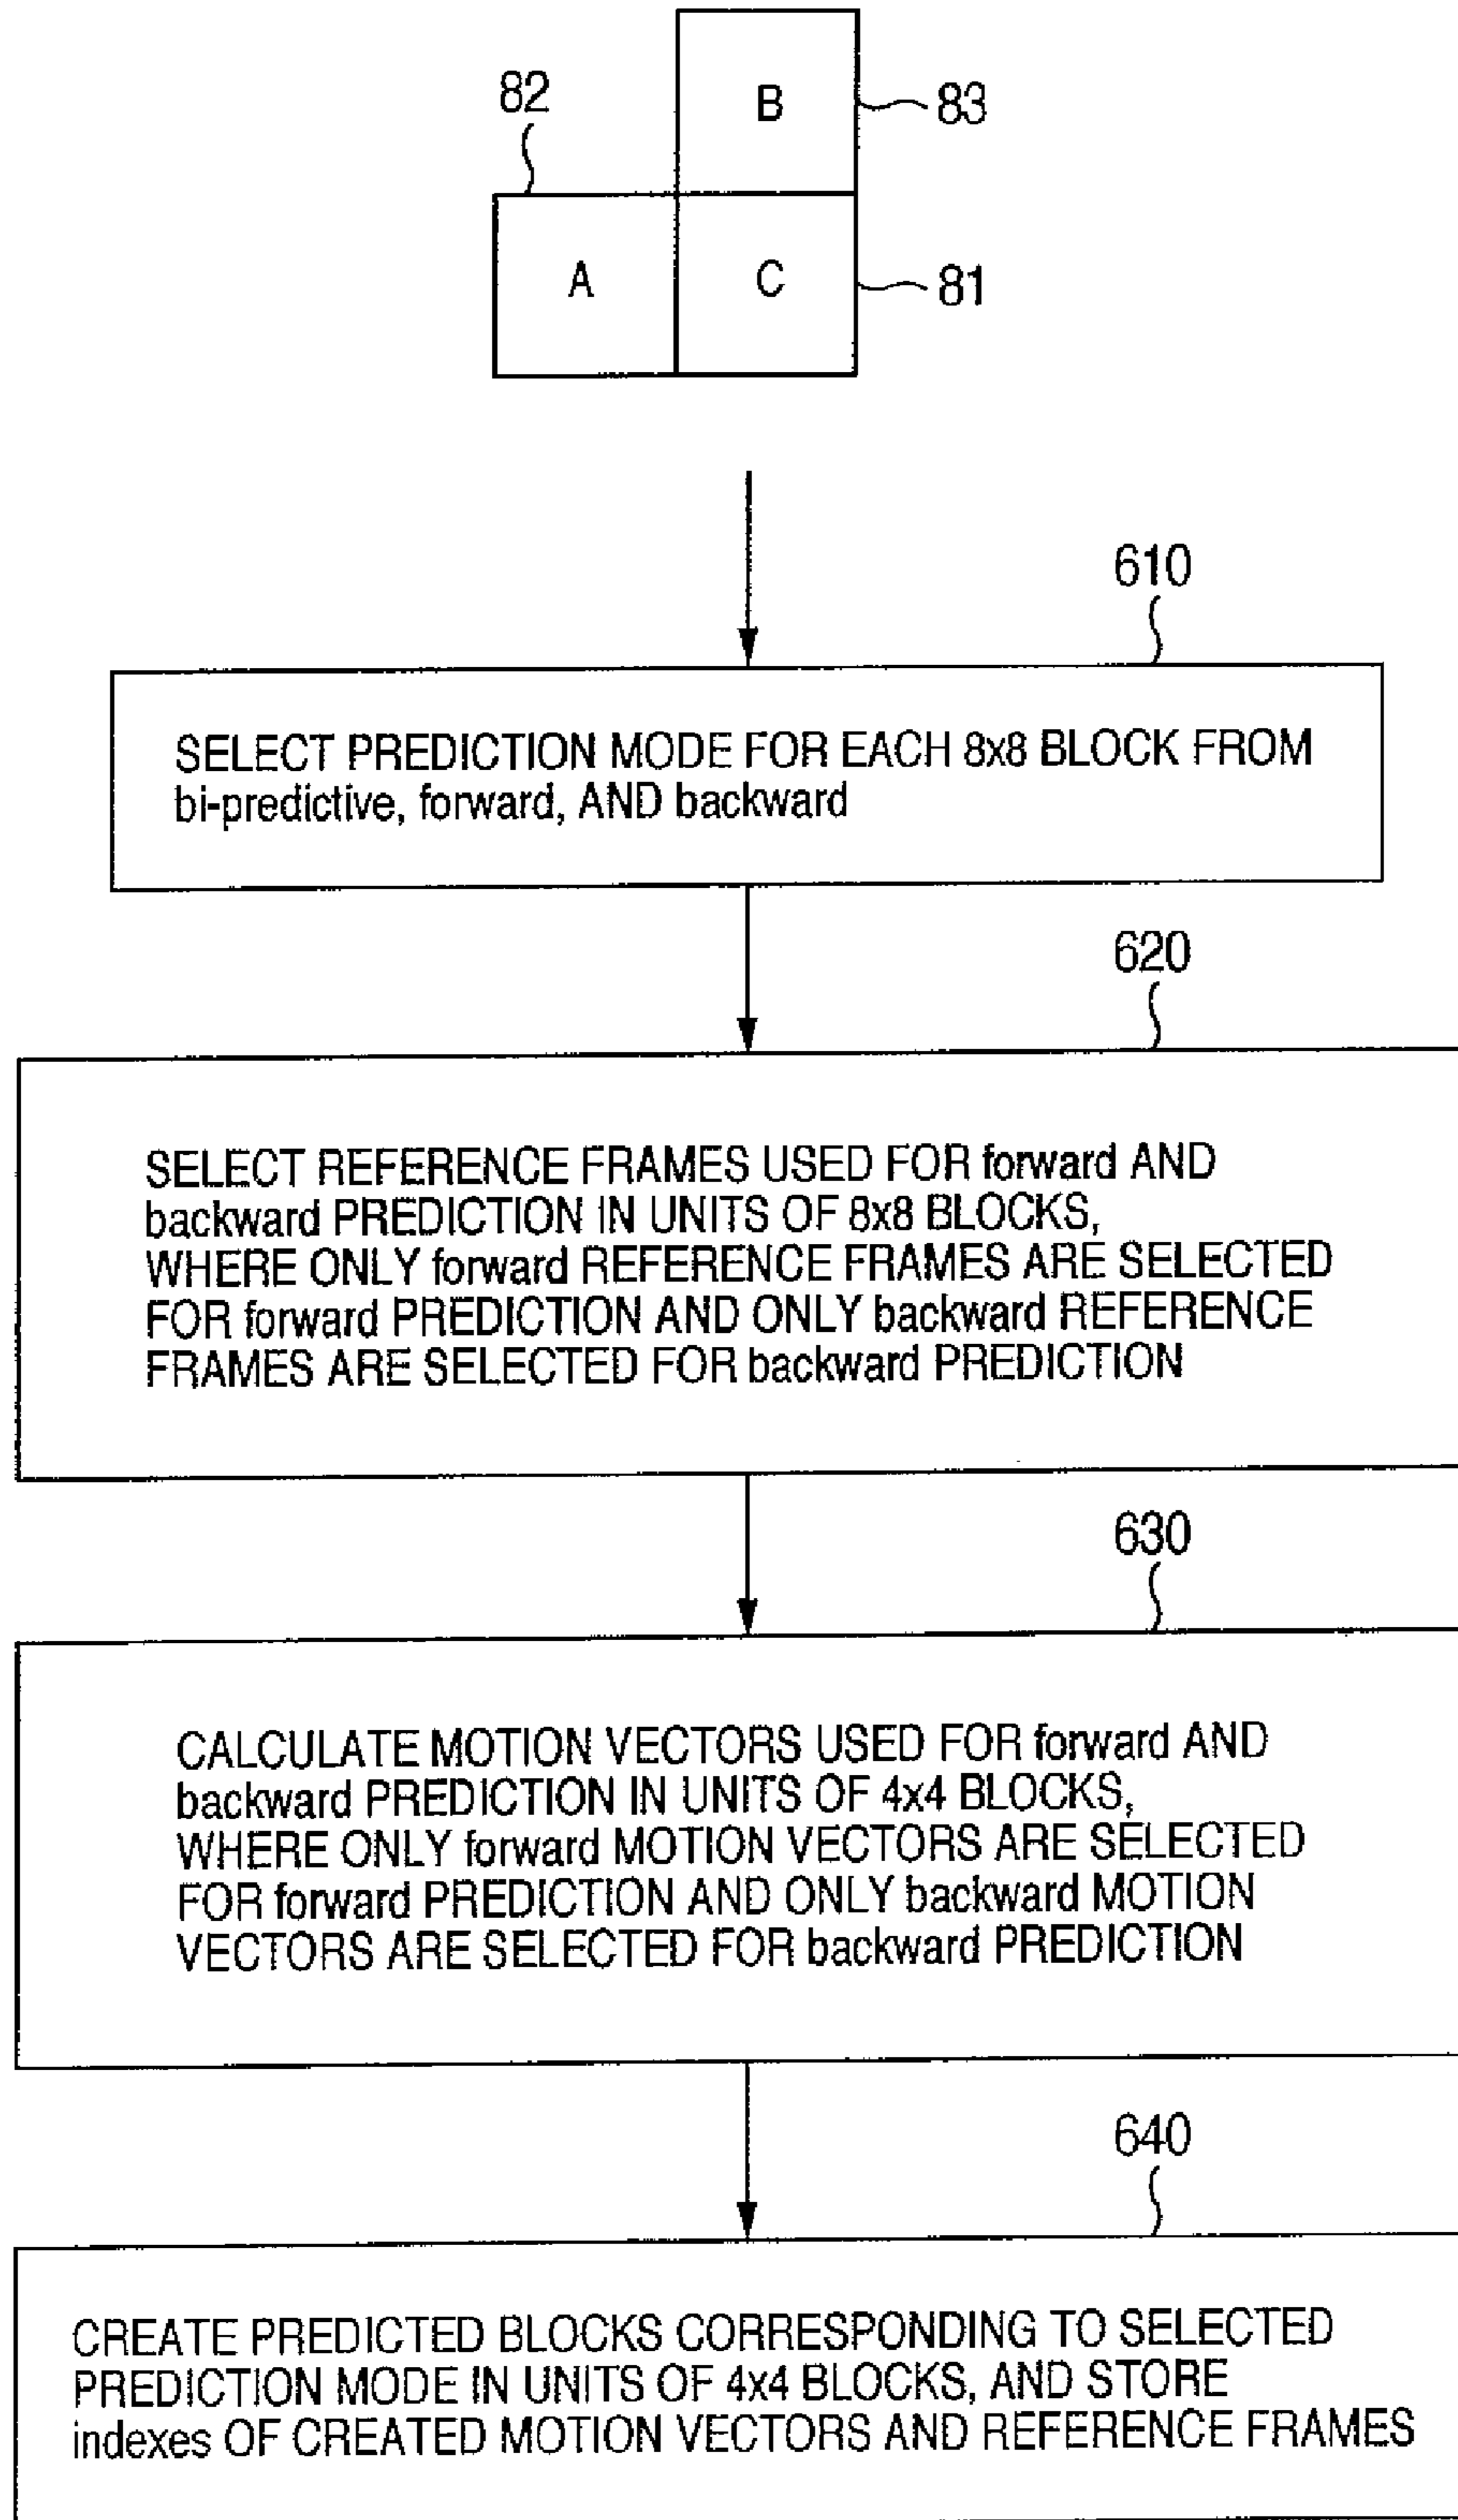 B
82
83
A
C
81
610
SELECT PREDICTION MODE FOR EACH 8x8 BLOCK FROM
bi-predictive, forward, AND backward
620
SELECT REFERENCE FRAMES USED FOR forward AND
backward PREDICTION IN UNITS OF 8x8 BLOCKS,
WHERE ONLY forward REFERENCE FRAMES ARE SELECTED
FOR forward PREDICTION AND ONLY backward REFERENCE
FRAMES ARE SELECTED FOR backward PREDICTION
630
CALCULATE MOTION VECTORS USED FOR forward AND
backward PREDICTION IN UNITS OF 4x4 BLOCKS,
WHERE ONLY forward MOTION VECTORS ARE SELECTED
FOR forward PREDICTION AND ONLY backward MOTION
VECTORS ARE SELECTED FOR backward PREDICTION
640
CREATE PREDICTED BLOCKS CORRESPONDING TO SELECTED
PREDICTION MODE IN UNITS OF 4x4 BLOCKS, AND STORE
indexes OF CREATED MOTION VECTORS AND REFERENCE FRAMES